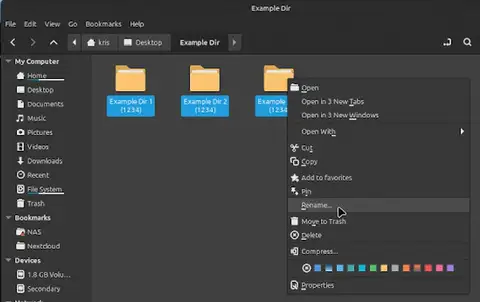 Example Dir
File Edit View Go Bookmarks Help
kris Desktop Example Dir
My Computer
Home
Desktop
Documents
Music
Pictures
Videos
Downloads
Recent
File System
Trash
Bookmarks
NAS
Nextcloud
Devices
1.8 GB Volu...
Secondary
Example Dir 1
(1234)
Example Dir 2
(1234)
Open
Open in 3 New Tabs
Open in 3 New Windows
Open With
Cut
Copy
Add to favorites
Pin
Rename...
Move to Trash
Delete
Compress...
Properties